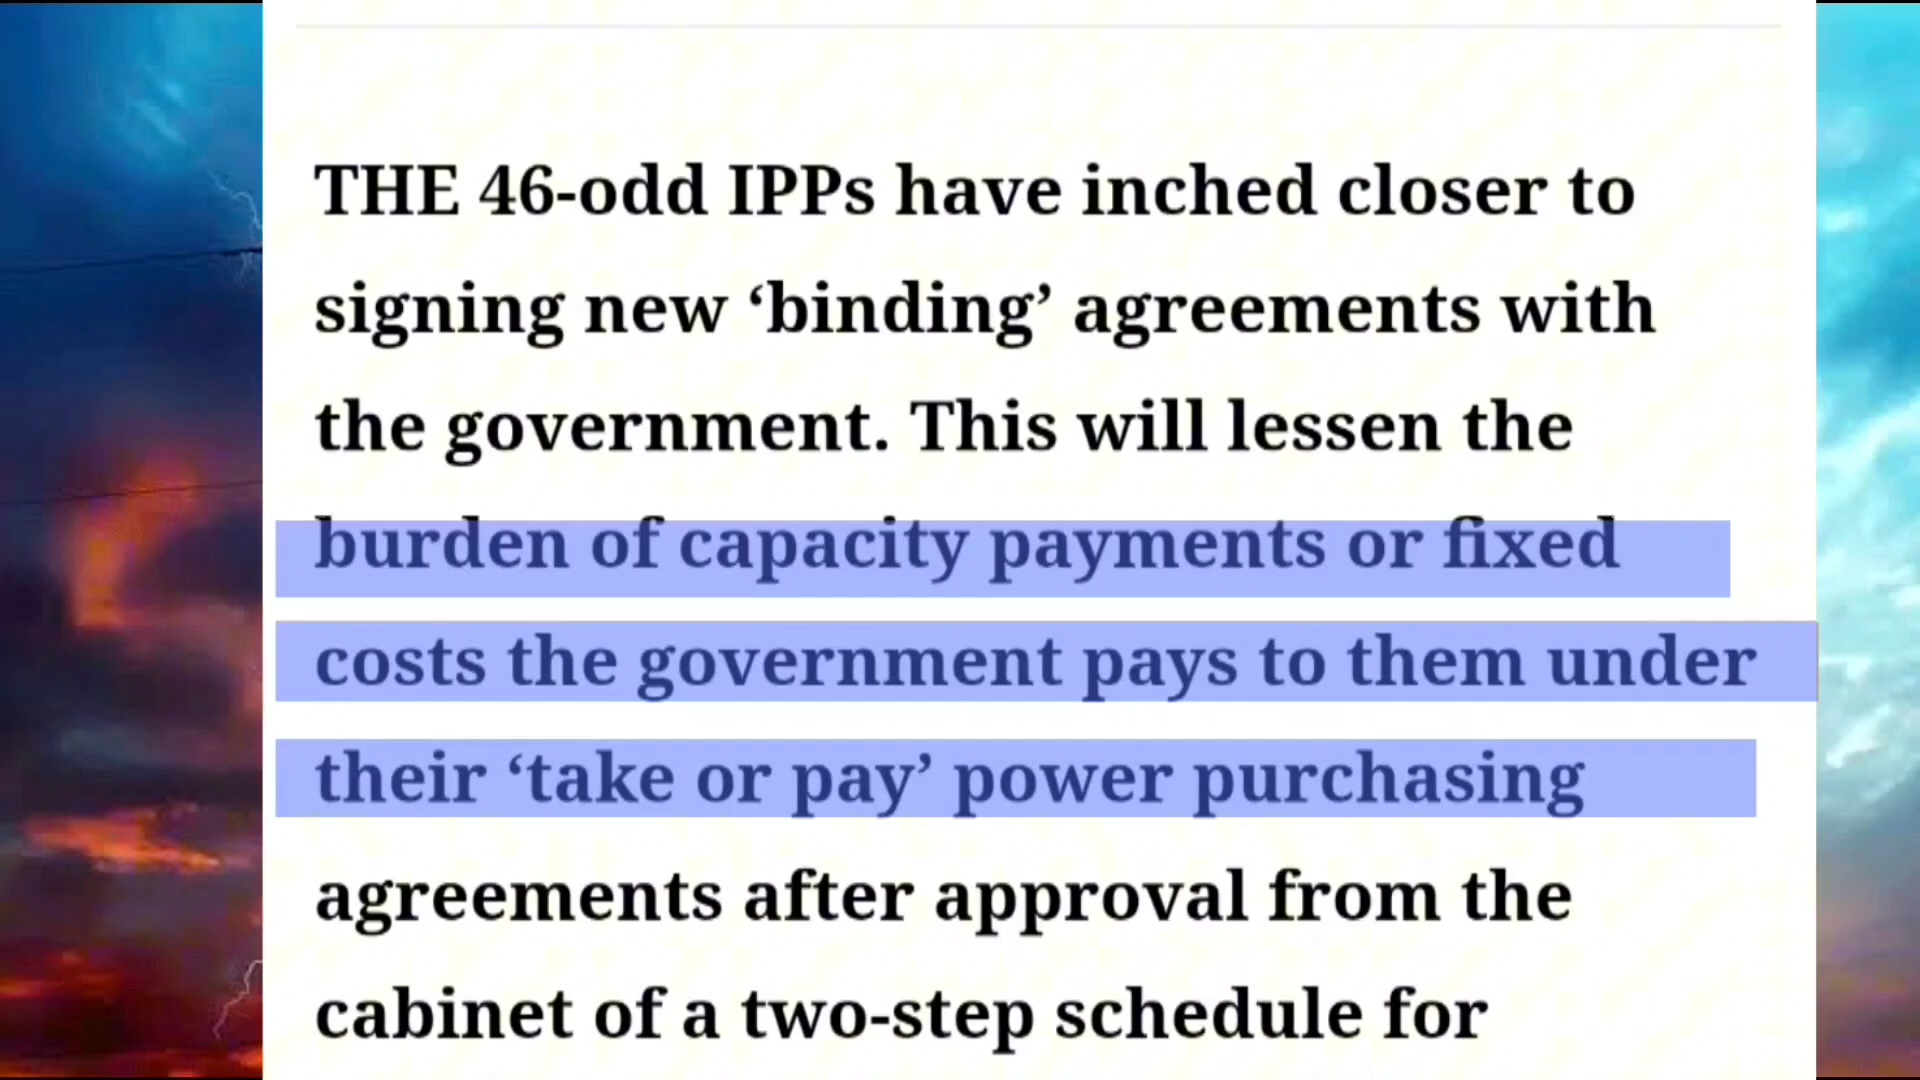 THE 46-odd IPPs have inched closer to
signing new ‘binding’ agreements with
the government. This will lessen the
burden of capacity payments or fixed
costs the government pays to them under
their ‘take or pay’ power purchasing
agreements after approval from the
cabinet of a two-step schedule for